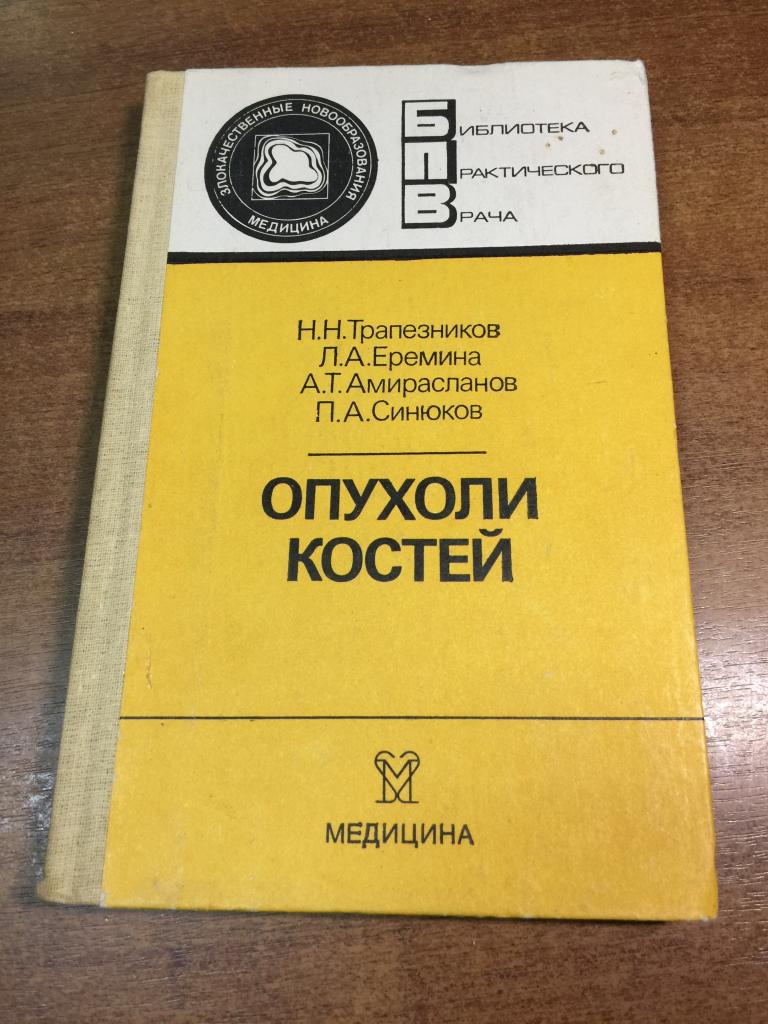 ЗЛОКАЧЕСТВЕННЫЕ НОВООБРАЗОВАНИЯ
МЕДИЦИНА
БИБЛИОТЕКА
ПРАКТИЧЕСКОГО
ВРАЧА
Н.Н.Трапезников
Л.А.Еремина
А.Т.Амирасланов
П.А.Синюков
ОПУХОЛИ
КОСТЕЙ
МЕДИЦИНА